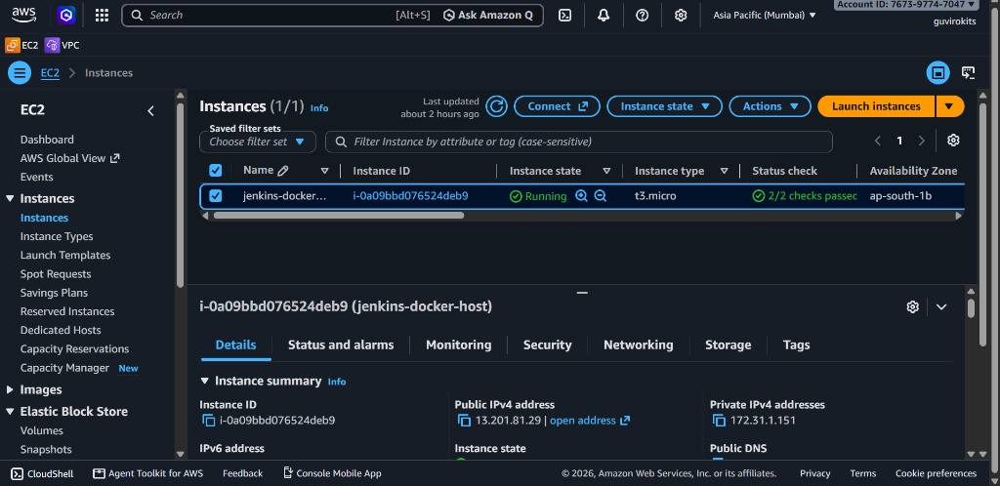 aws
Search [Alt+S] Ask Amazon Q
Asia Pacific (Mumbai) ▼
Account ID: 7673-9774-7047 ▼
guvirokits
EC2 VPC
EC2 > Instances
EC2
Dashboard
AWS Global View
Events
Instances
Instances
Instance Types
Launch Templates
Spot Requests
Savings Plans
Reserved Instances
Dedicated Hosts
Capacity Reservations
Capacity Manager New
Images
Elastic Block Store
Volumes
Snapshots
Instances (1/1) Info
Last updated
about 2 hours ago
Connect
Instance state
Actions
Launch instances
Saved filter sets
Choose filter set
Filter Instance by attribute or tag (case-sensitive)
1
Name Instance ID Instance state Instance type Status check Availability Zone
jenkins-docker... i-0a09bbd076524deb9 Running t3.micro 2/2 checks passec ap-south-1b
i-0a09bbd076524deb9 (jenkins-docker-host)
Details Status and alarms Monitoring Security Networking Storage Tags
Instance summary Info
Instance ID
i-0a09bbd076524deb9
Public IPv4 address
13.201.81.29 | open address
Private IPv4 addresses
172.31.1.151
IPv6 address
Instance state
Public DNS
CloudShell Agent Toolkit for AWS Feedback Console Mobile App
© 2026, Amazon Web Services, Inc. or its affiliates. Privacy Terms Cookie preferences